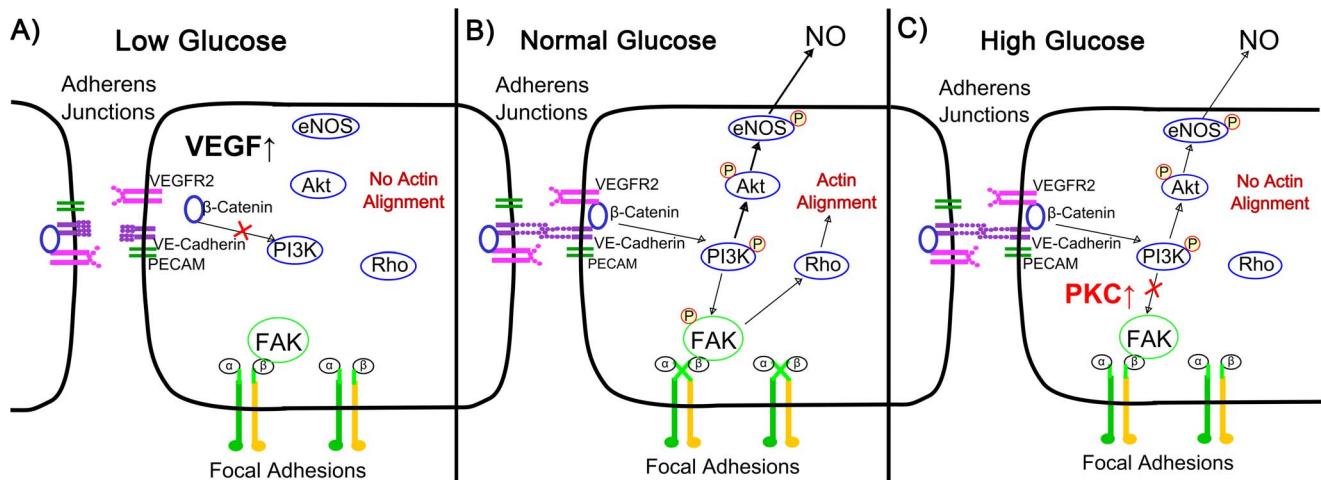 A)
Low Glucose
Adherens
Junctions
VEGF↑
eNOS
VEGFR2
Akt
No Actin
Alignment
β-Catenin
VE-Cadherin
PI3K
PECAM
Rho
FAK
α
β
α
β
Focal Adhesions
B)
Normal Glucose
NO
Adherens
Junctions
eNOS
P
VEGFR2
P
Akt
Actin
Alignment
β-Catenin
VE-Cadherin
P
PI3K
PECAM
Rho
P
FAK
α
β
α
β
Focal Adhesions
C)
High Glucose
NO
Adherens
Junctions
eNOS
P
VEGFR2
P
Akt
No Actin
Alignment
β-Catenin
VE-Cadherin
P
PI3K
PECAM
Rho
PKC↑
FAK
α
β
α
β
Focal Adhesions